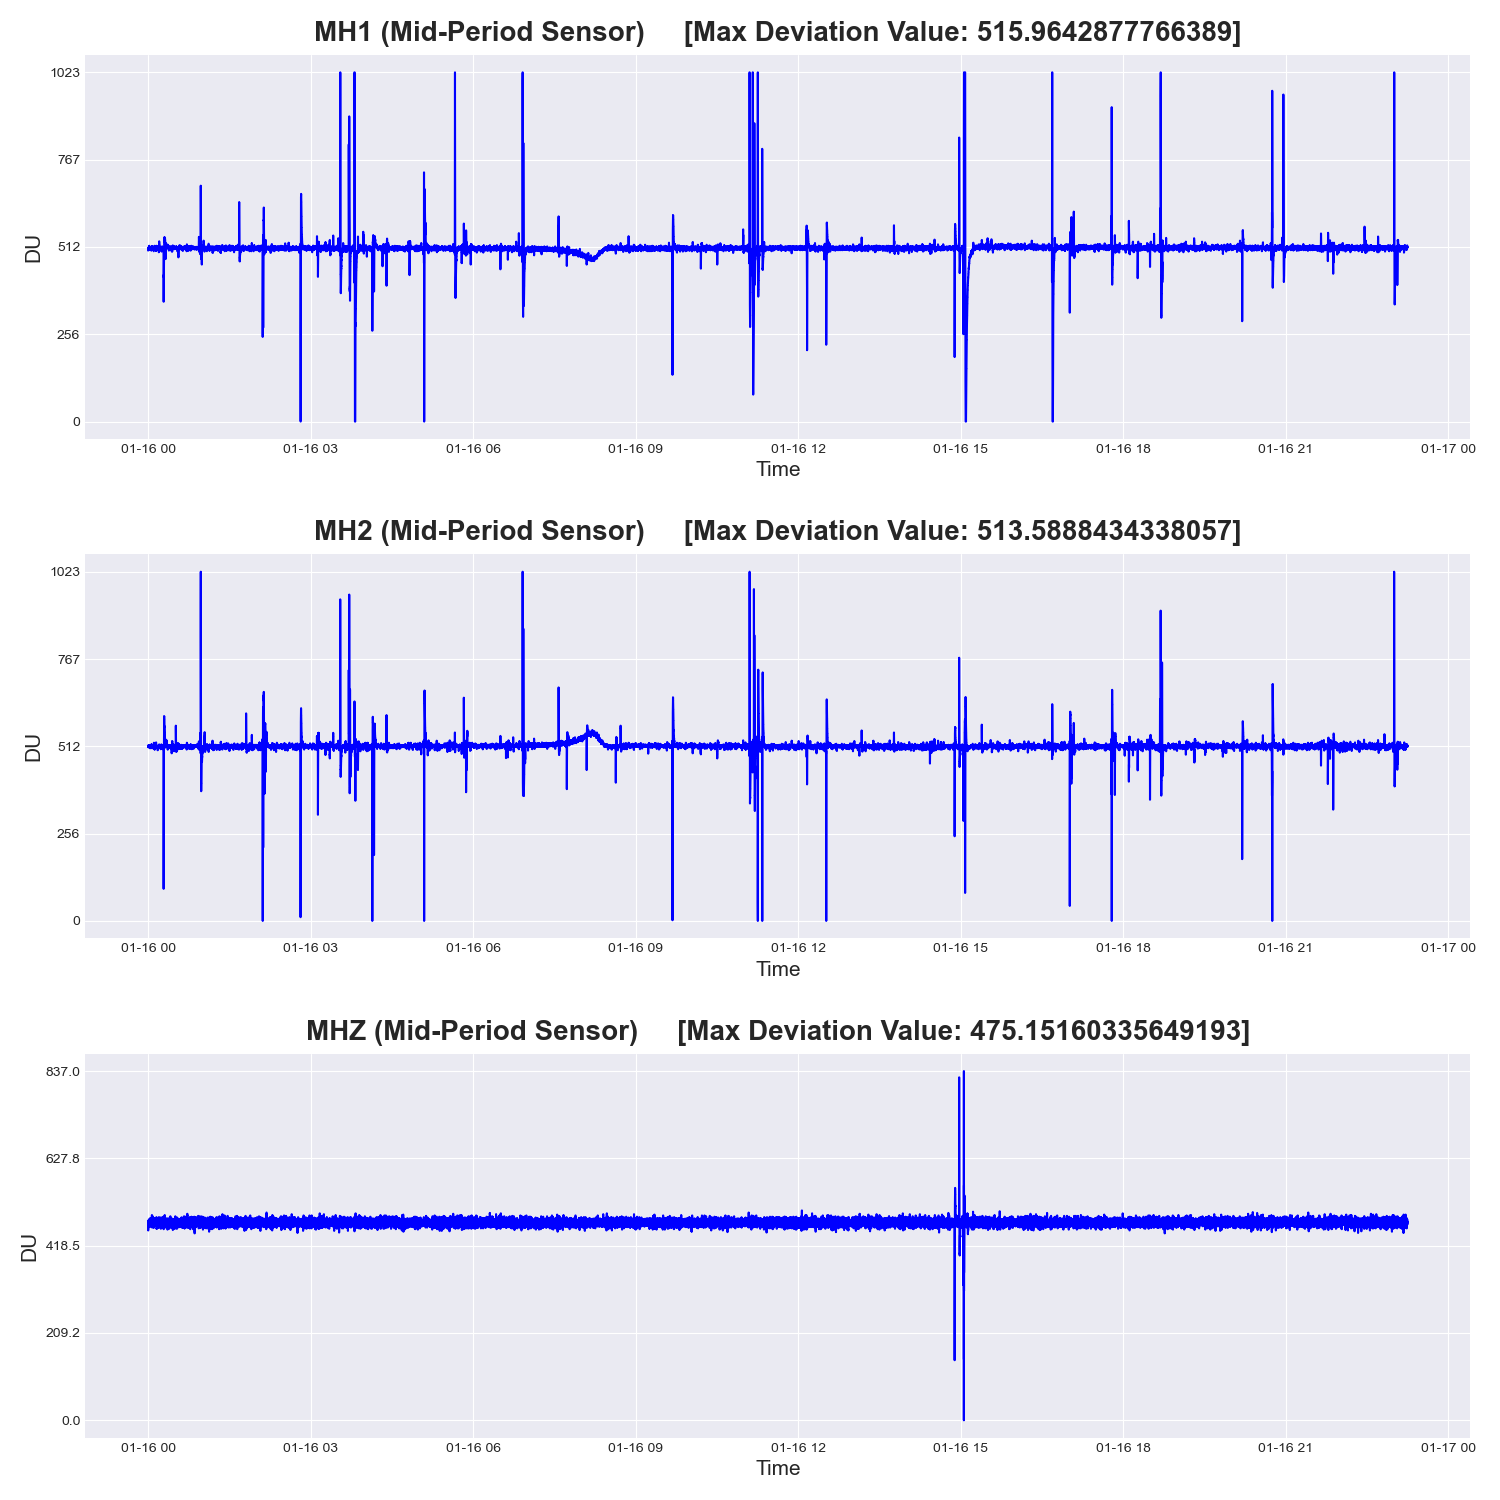 MH1 (Mid-Period Sensor) [Max Deviation Value: 515.9642877766389]
1023
767
512
256
0
DU
01-16 00 01-16 03 01-16 06 01-16 09 01-16 12 01-16 15 01-16 18 01-16 21 01-17 00
Time
MH2 (Mid-Period Sensor) [Max Deviation Value: 513.5888434338057]
1023
767
512
256
0
DU
01-16 00 01-16 03 01-16 06 01-16 09 01-16 12 01-16 15 01-16 18 01-16 21 01-17 00
Time
MHZ (Mid-Period Sensor) [Max Deviation Value: 475.15160335649193]
837.0
627.8
418.5
209.2
0.0
DU
01-16 00 01-16 03 01-16 06 01-16 09 01-16 12 01-16 15 01-16 18 01-16 21 01-17 00
Time